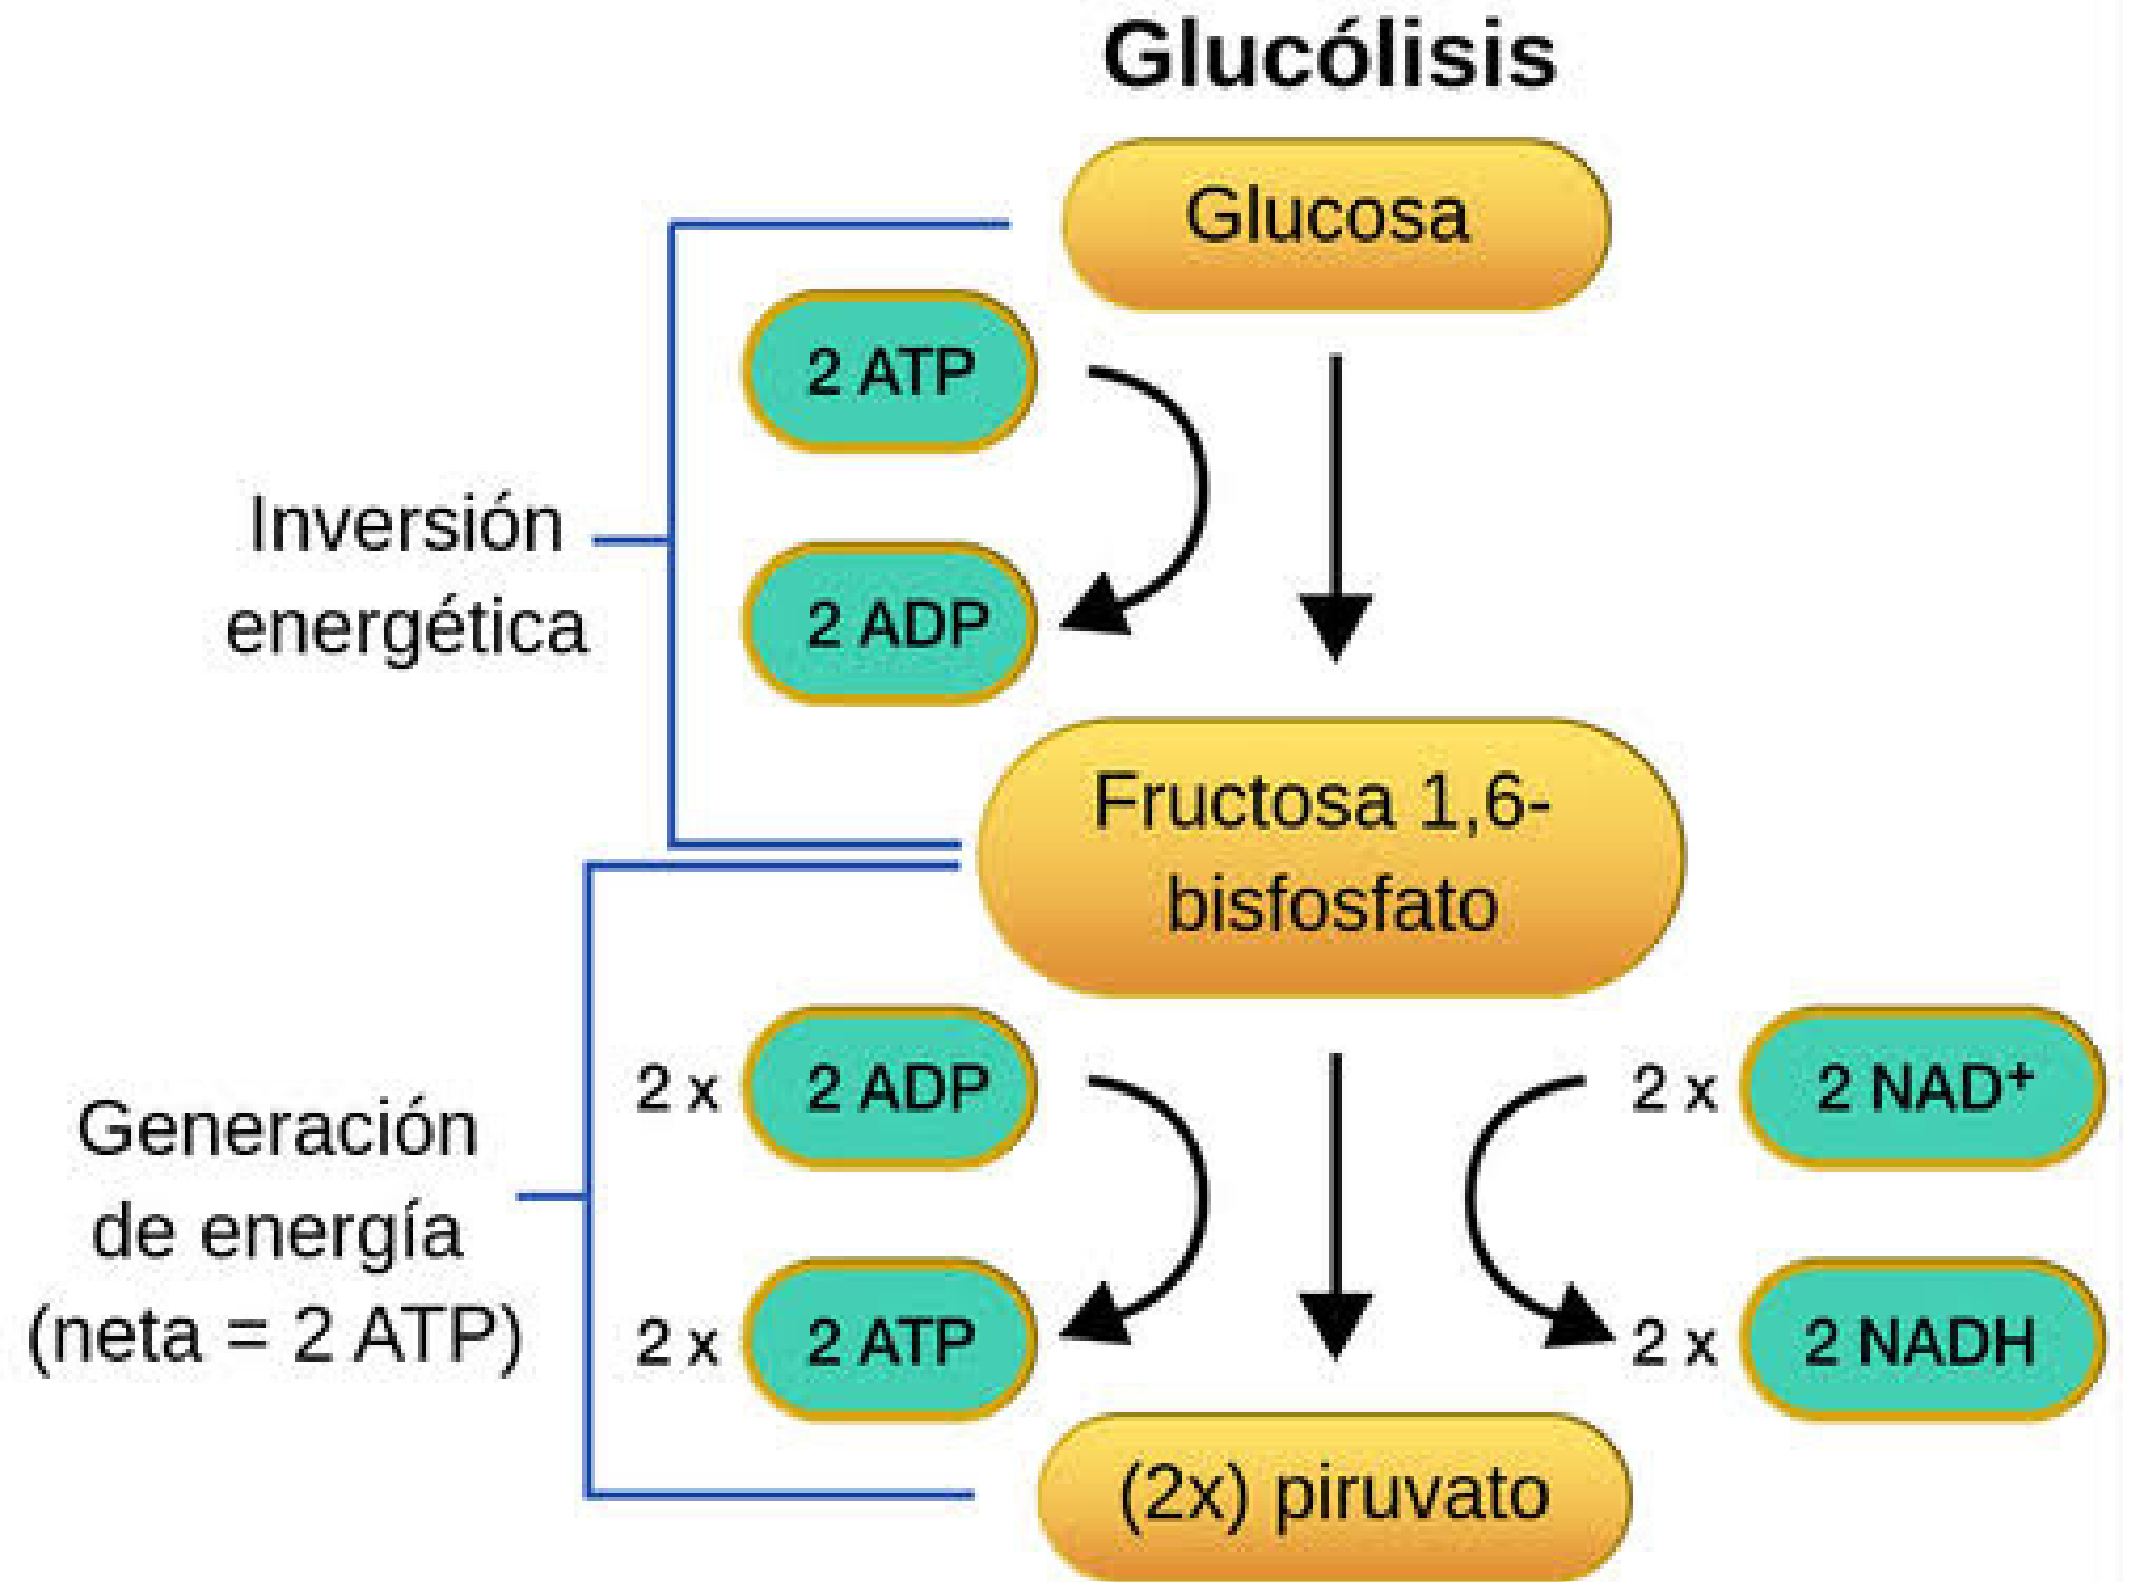 Glucólisis
Glucosa
2 ATP
Inversión
energética
2 ADP
Fructosa 1,6-
bisfosfato
2 x 2 ADP
2 x 2 NAD⁺
Generación
de energía
(neta = 2 ATP)
2 x 2 ATP
2 x 2 NADH
(2x) piruvato